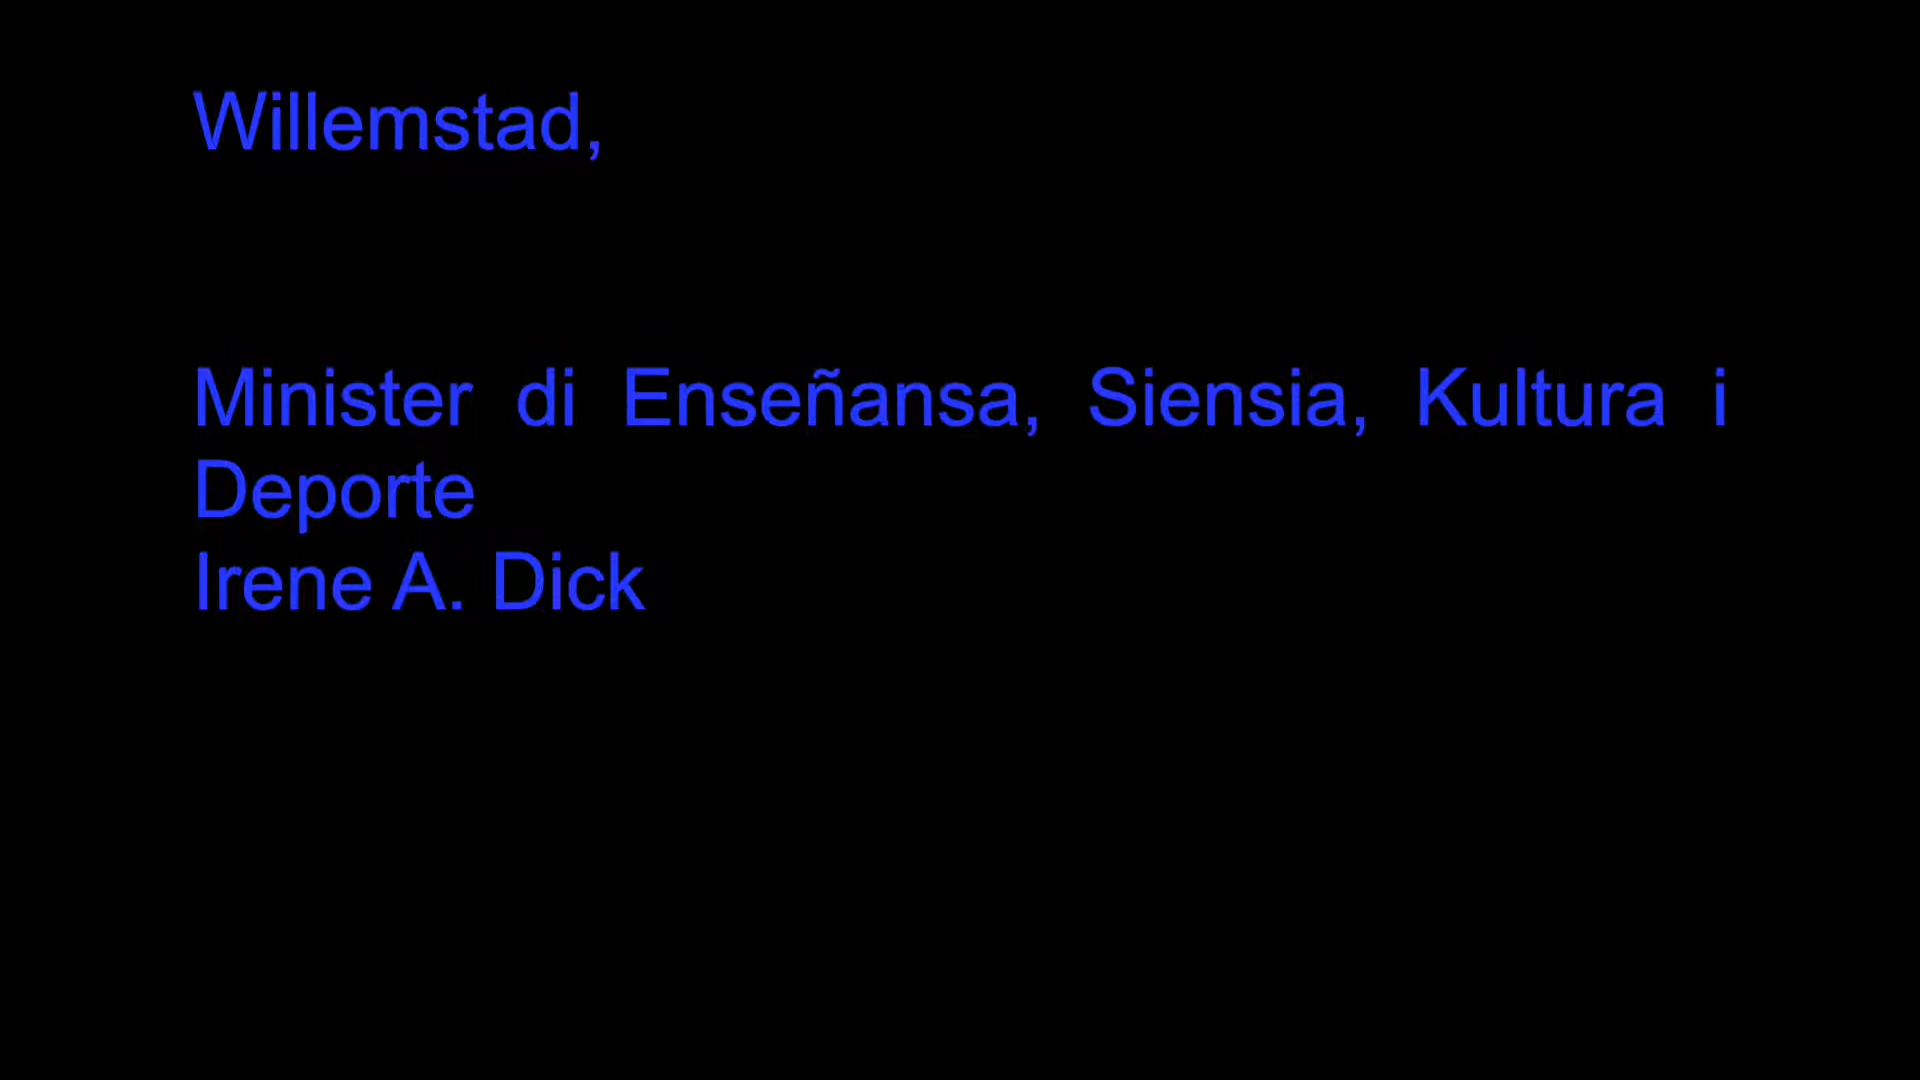 Willemstad,
Minister di Enseñansa, Siensia, Kultura i
Deporte
Irene A. Dick